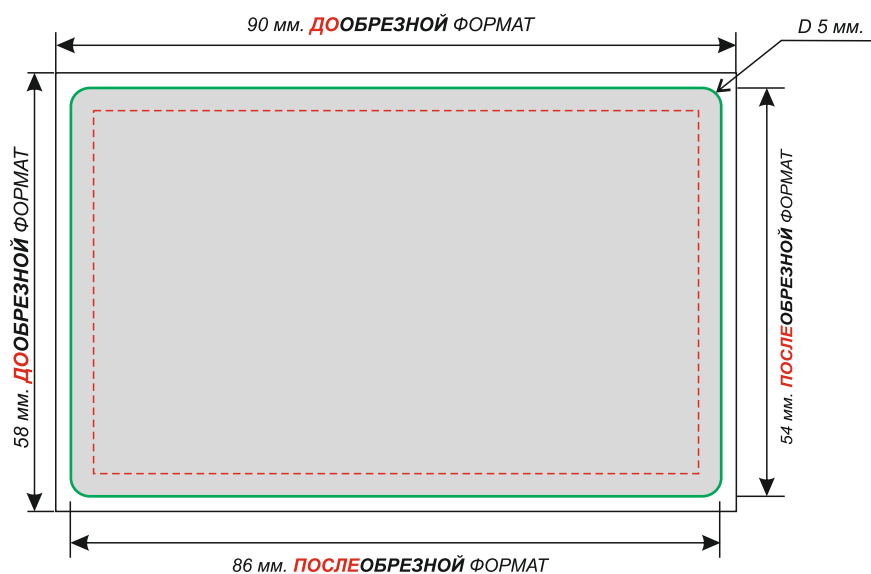 90 мм. ДООБРЕЗНОЙ ФОРМАТ
D 5 мм.
58 мм. ДООБРЕЗНОЙ ФОРМАТ
54 мм. ПОСЛЕОБРЕЗНОЙ ФОРМАТ
86 мм. ПОСЛЕОБРЕЗНОЙ ФОРМАТ